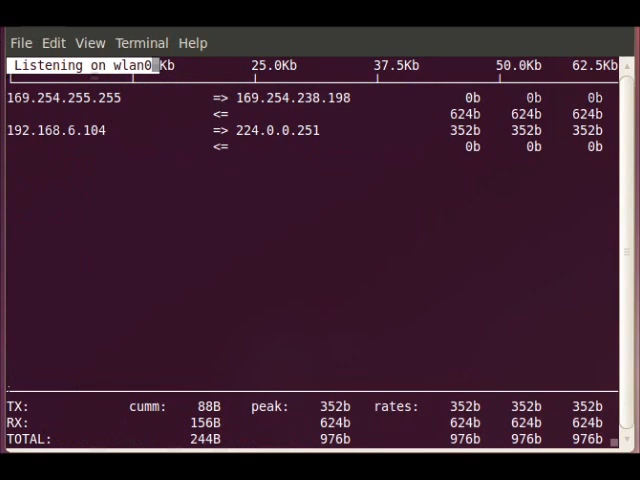 File Edit View Terminal Help
Listening on wlan0 Kb 25.0Kb 37.5Kb 50.0Kb 62.5Kb
169.254.255.255 => 169.254.238.198 0b 0b 0b
<= 624b 624b 624b
192.168.6.104 => 224.0.0.251 352b 352b 352b
<= 0b 0b 0b
TX: cumm: 88B peak: 352b rates: 352b 352b 352b
RX: 156B 624b 624b 624b 624b
TOTAL: 244B 976b 976b 976b 976b